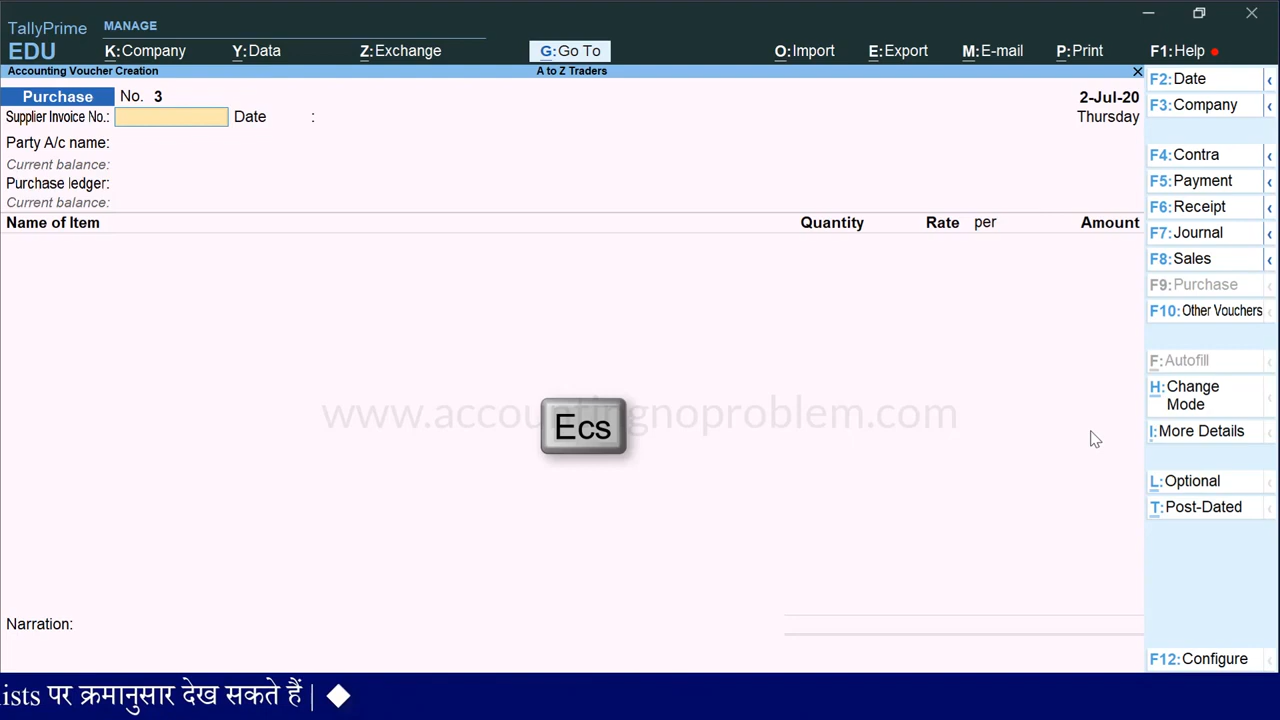 TallyPrime
MANAGE
EDU
K:Company
Y:Data
Z:Exchange
G:Go To
O:Import
E:Export
M:E-mail
P:Print
F1:Help
Accounting Voucher Creation
A to Z Traders
Purchase No. 3
2-Jul-20
Supplier Invoice No.: Date :
Thursday
Party A/c name:
Current balance:
Purchase ledger:
Current balance:
Name of Item Quantity Rate per Amount
www.accountingnoproblem.com
Ecs
Narration:
F2:Date
F3:Company
F4:Contra
F5:Payment
F6:Receipt
F7:Journal
F8:Sales
F9:Purchase
F10:Other Vouchers
F:Autofill
H:Change
Mode
I:More Details
L:Optional
T:Post-Dated
F12:Configure
ists पर क्रमानुसार देख सकते हैं |